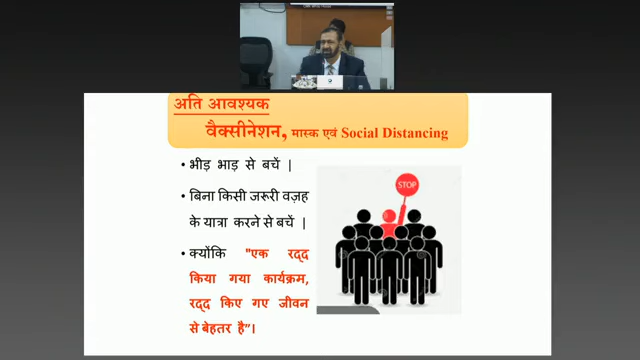 अति आवश्यक
वैक्सीनेशन, मास्क एवं Social Distancing
• भीड़ भाड़ से बचें |
• बिना किसी जरूरी वज़ह
के यात्रा करने से बचें |
• क्योंकि "एक रद्द
किया गया कार्यक्रम,
रद्द किए गए जीवन
से बेहतर है"।
STOP